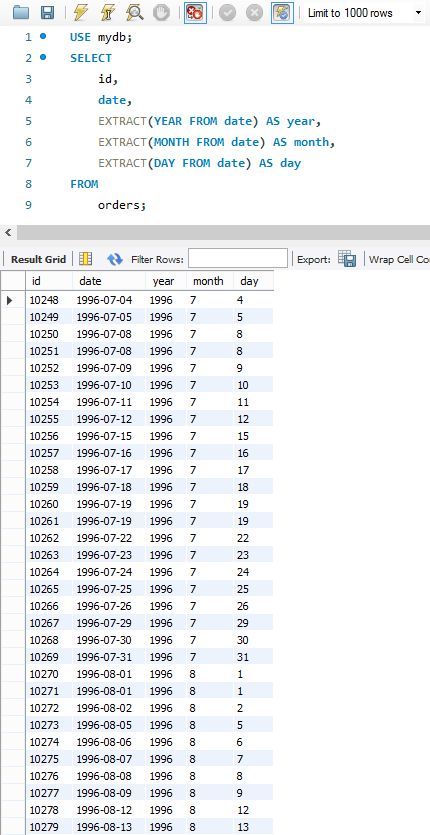 Limit to 1000 rows
1 USE mydb;
2 SELECT
3 id,
4 date,
5 EXTRACT(YEAR FROM date) AS year,
6 EXTRACT(MONTH FROM date) AS month,
7 EXTRACT(DAY FROM date) AS day
8 FROM
9 orders;
Result Grid Filter Rows: Export: Wrap Cell Co
id date year month day
10248 1996-07-04 1996 7 4
10249 1996-07-05 1996 7 5
10250 1996-07-08 1996 7 8
10251 1996-07-08 1996 7 8
10252 1996-07-09 1996 7 9
10253 1996-07-10 1996 7 10
10254 1996-07-11 1996 7 11
10255 1996-07-12 1996 7 12
10256 1996-07-15 1996 7 15
10257 1996-07-16 1996 7 16
10258 1996-07-17 1996 7 17
10259 1996-07-18 1996 7 18
10260 1996-07-19 1996 7 19
10261 1996-07-19 1996 7 19
10262 1996-07-22 1996 7 22
10263 1996-07-23 1996 7 23
10264 1996-07-24 1996 7 24
10265 1996-07-25 1996 7 25
10266 1996-07-26 1996 7 26
10267 1996-07-29 1996 7 29
10268 1996-07-30 1996 7 30
10269 1996-07-31 1996 7 31
10270 1996-08-01 1996 8 1
10271 1996-08-01 1996 8 1
10272 1996-08-02 1996 8 2
10273 1996-08-05 1996 8 5
10274 1996-08-06 1996 8 6
10275 1996-08-07 1996 8 7
10276 1996-08-08 1996 8 8
10277 1996-08-09 1996 8 9
10278 1996-08-12 1996 8 12
10279 1996-08-13 1996 8 13